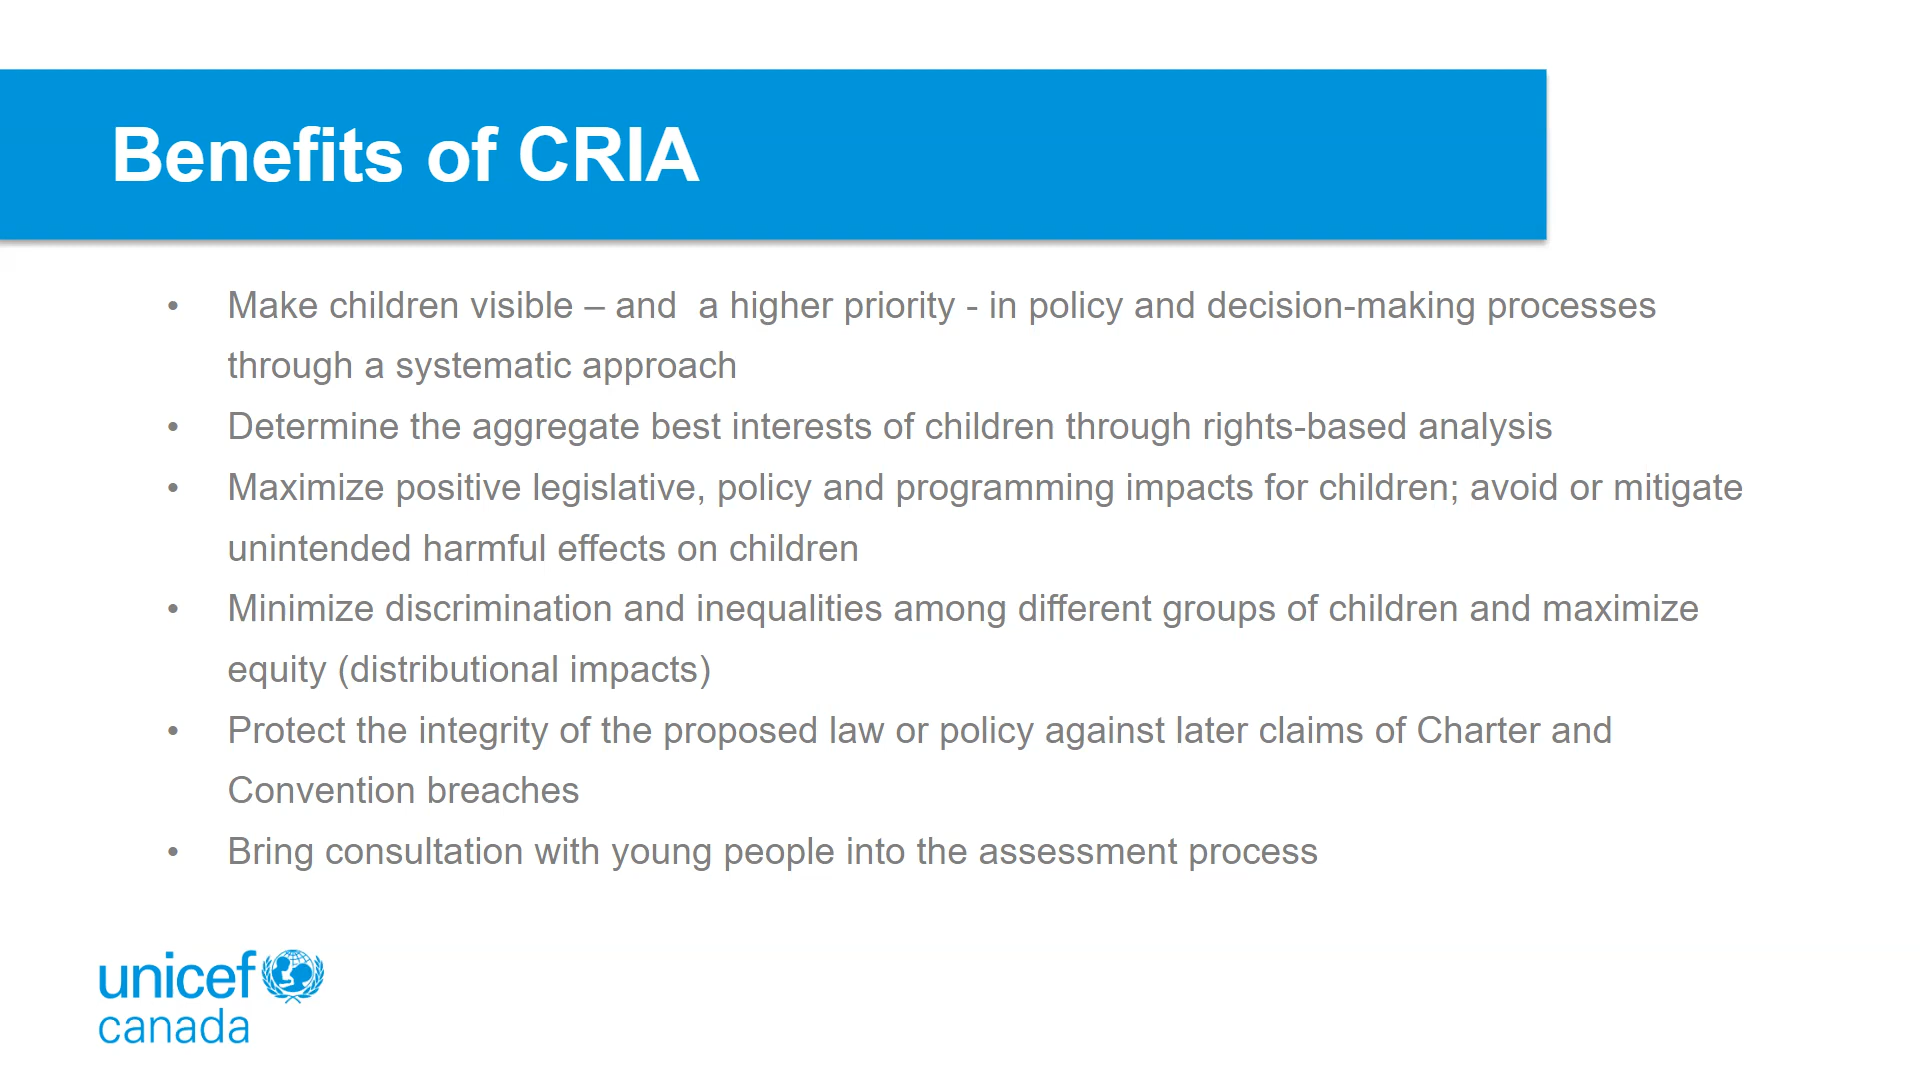 Benefits of CRIA
• Make children visible – and  a higher priority - in policy and decision-making processes
through a systematic approach
• Determine the aggregate best interests of children through rights-based analysis
• Maximize positive legislative, policy and programming impacts for children; avoid or mitigate
unintended harmful effects on children
• Minimize discrimination and inequalities among different groups of children and maximize
equity (distributional impacts)
• Protect the integrity of the proposed law or policy against later claims of Charter and
Convention breaches
• Bring consultation with young people into the assessment process
unicef
canada